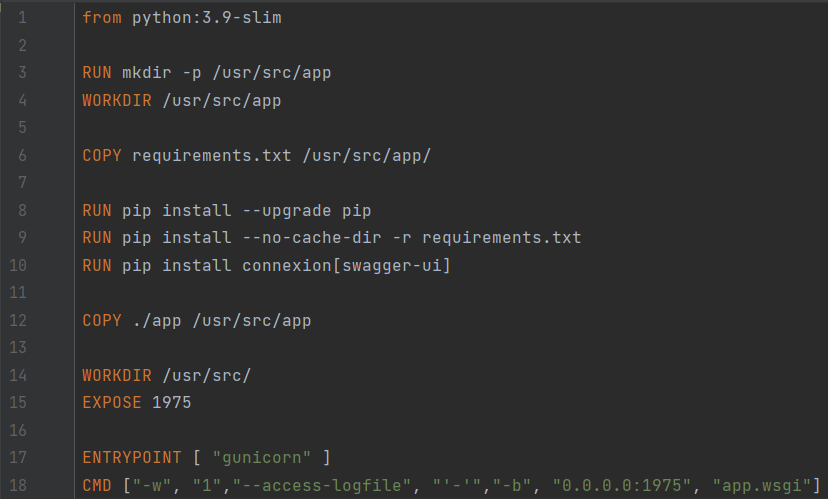 1 from python:3.9-slim
2
3 RUN mkdir -p /usr/src/app
4 WORKDIR /usr/src/app
5
6 COPY requirements.txt /usr/src/app/
7
8 RUN pip install --upgrade pip
9 RUN pip install --no-cache-dir -r requirements.txt
10 RUN pip install connexion[swagger-ui]
11
12 COPY ./app /usr/src/app
13
14 WORKDIR /usr/src/
15 EXPOSE 1975
16
17 ENTRYPOINT [ "gunicorn" ]
18 CMD ["-w", "1","--access-logfile", "'-'","-b", "0.0.0.0:1975", "app.wsgi"]